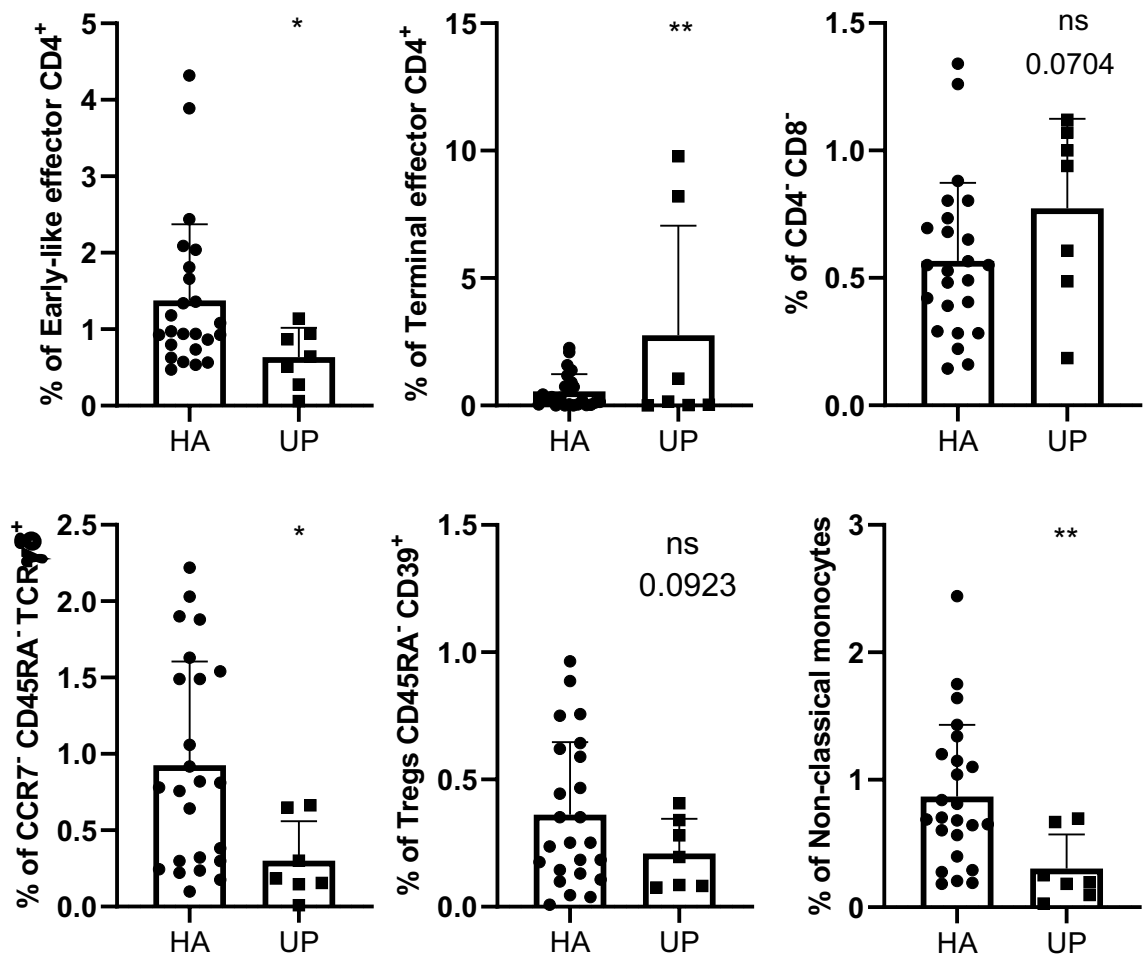 % of Early-like effector CD4⁺
5
4
3
2
1
0
*
HA UP
% of Terminal effector CD4⁺
15
10
5
0
**
HA UP
% of CD4⁻ CD8⁻
1.5
1.0
0.5
0.0
ns
0.0704
HA UP
% of CCR7⁻ CD45RA⁻ TCRγδ⁺
2.5
2.0
1.5
1.0
0.5
0.0
*
HA UP
% of Tregs CD45RA⁻ CD39⁺
1.5
1.0
0.5
0.0
ns
0.0923
HA UP
% of Non-classical monocytes
3
2
1
0
**
HA UP